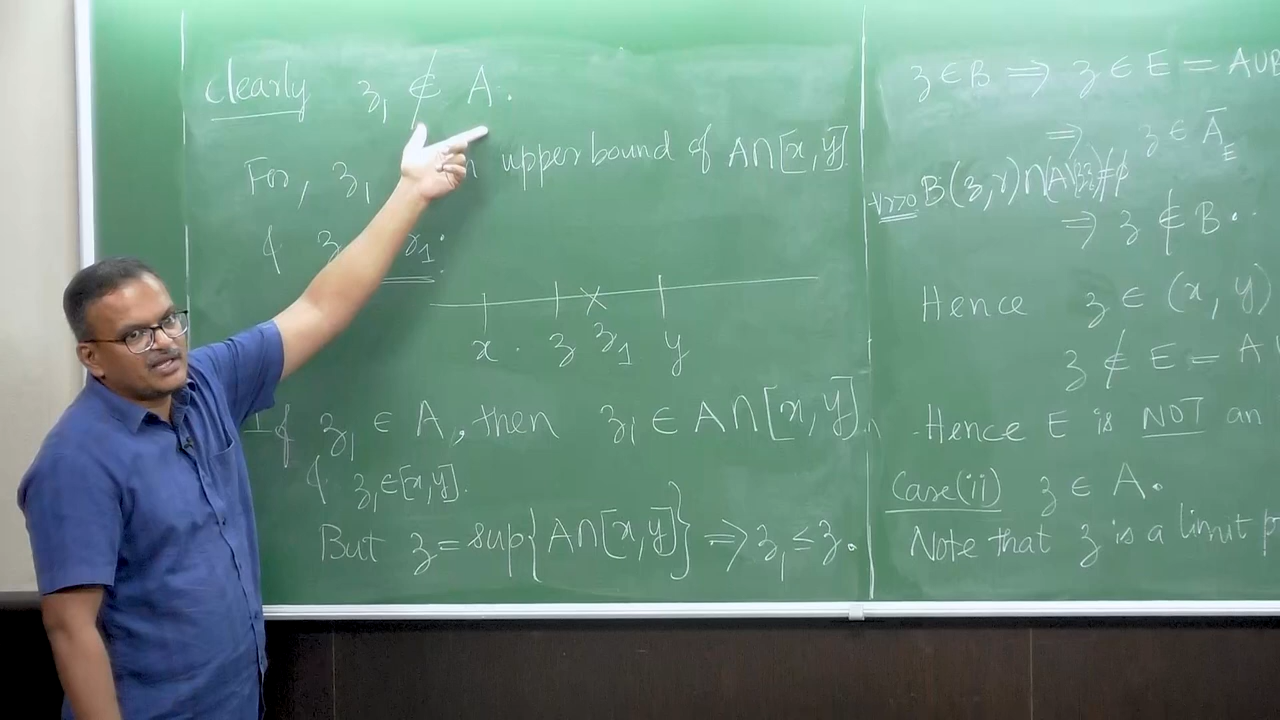 clearly z₁ ∉ A.
For, z₁ upper bound of A∩[x,y]
& z z₁:
x z z₁ y
If z₁ ∈ A, then z₁ ∈ A∩[x,y]
& z₁∈[x,y].
But z = sup{A∩[x,y]} ⇒ z₁ ≤ z.
z ∈ B ⇒ z ∈ E = A∪B
⇒ z ∈ Ā_E
∀r>0 B(z,r)∩(A\{z})≠φ
⇒ z ∉ B..
Hence z ∈ (x, y)
z ∉ E = A
Hence E is NOT an
Case(ii) z ∈ A.
Note that z is a limit